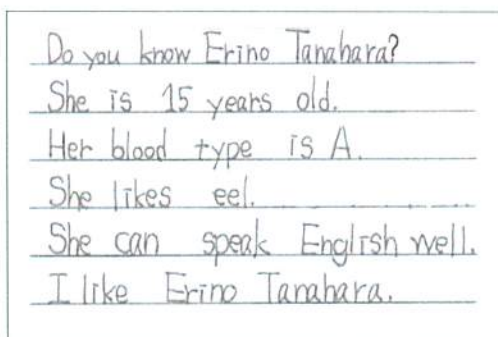 Do you know Erino Tanahara?
She is 15 years old.
Her blood type is A.
She likes eel.
She can speak English well.
I like Erino Tanahara.